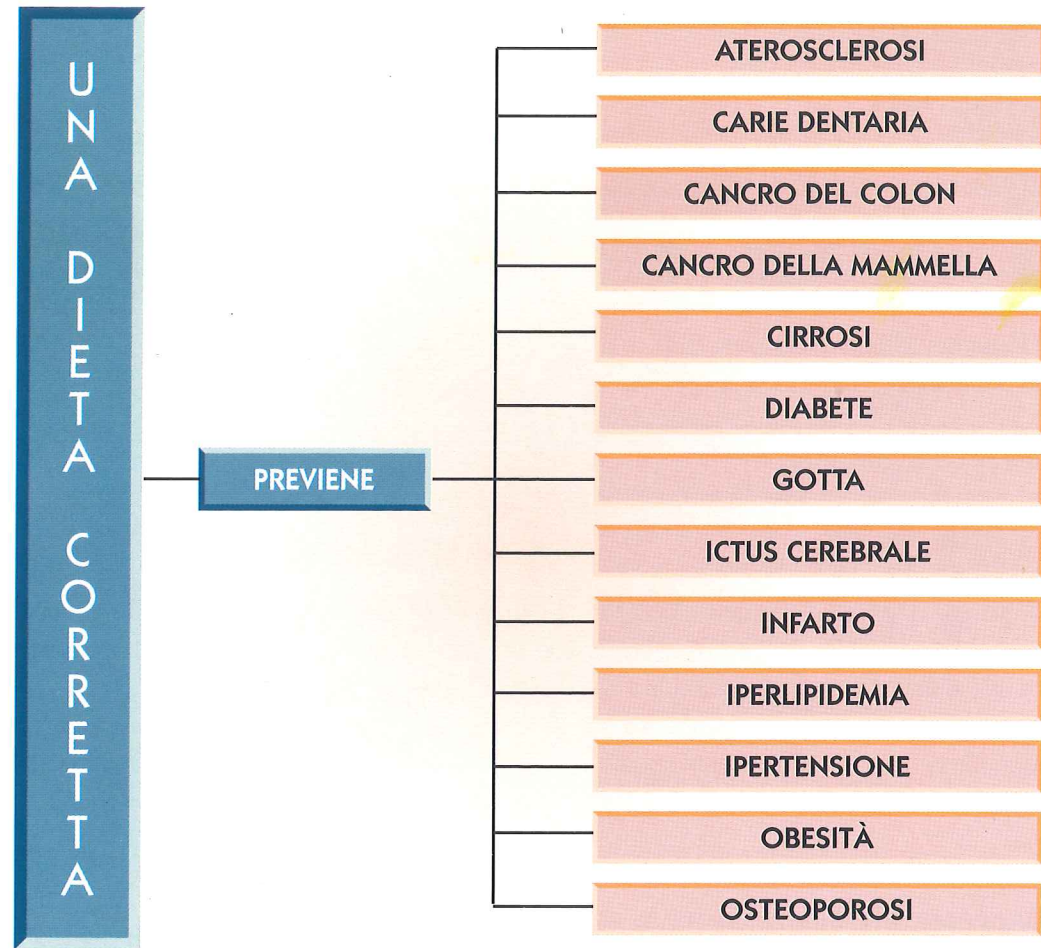 UNA DIETA CORRETTA
PREVIENE
ATEROSCLEROSI
CARIE DENTARIA
CANCRO DEL COLON
CANCRO DELLA MAMMELLA
CIRROSI
DIABETE
GOTTA
ICTUS CEREBRALE
INFARTO
IPERLIPIDEMIA
IPERTENSIONE
OBESITÀ
OSTEOPOROSI